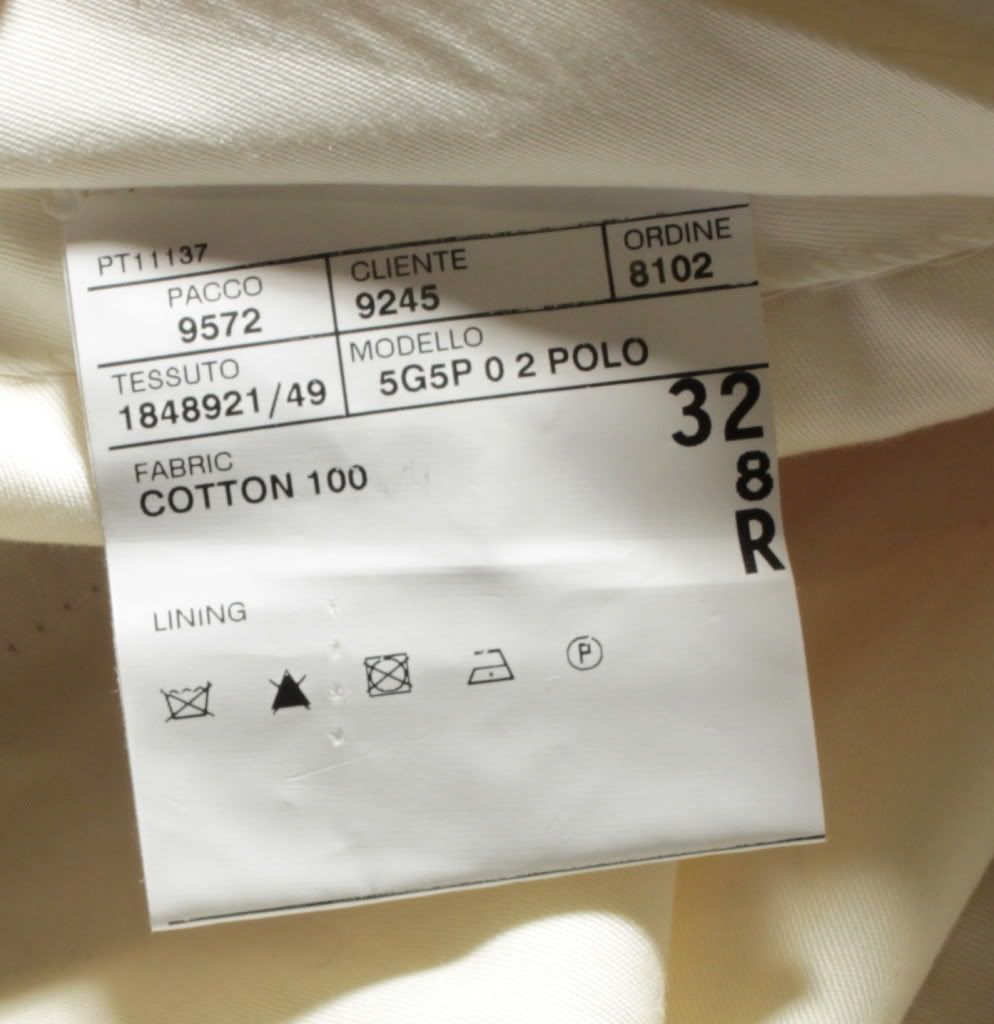 PT11137
PACCO
9572
CLIENTE
9245
ORDINE
8102
TESSUTO
1848921/49
MODELLO
5G5P 0 2 POLO
32
8
R
FABRIC
COTTON 100
LINING
P